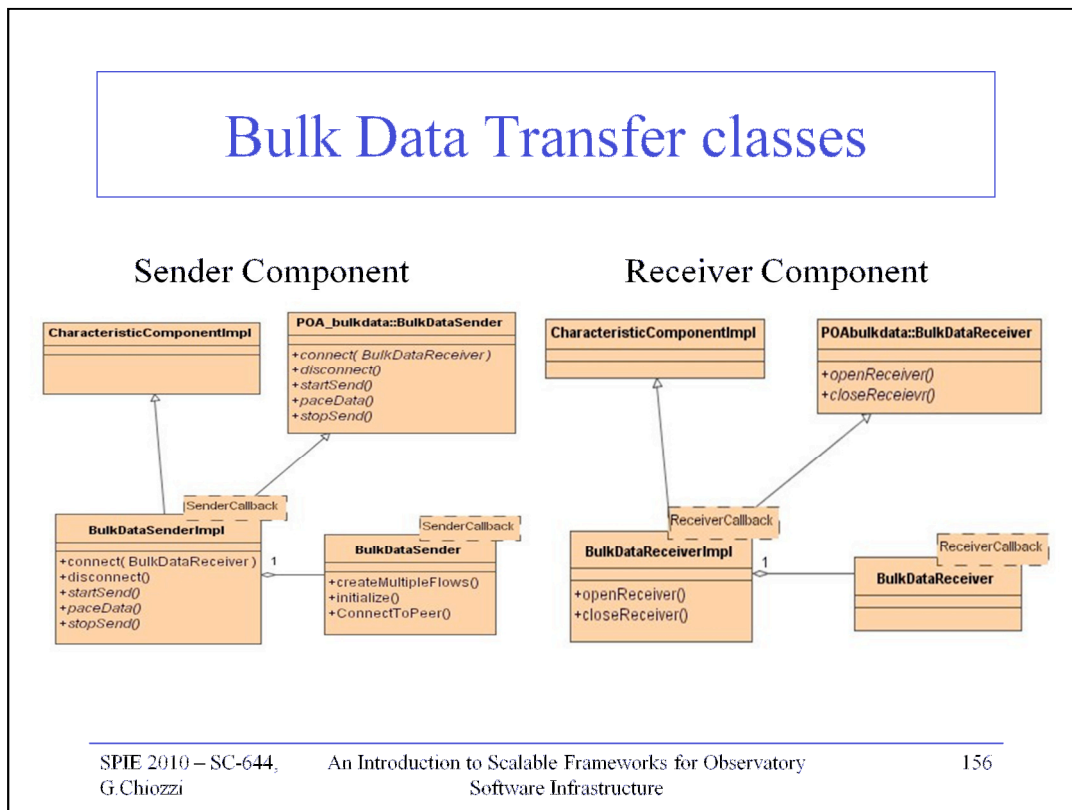 Bulk Data Transfer classes
Sender Component
CharacteristicComponentImpl
POA_bulkdata::BulkDataSender
+connect( BulkDataReceiver )
+disconnect()
+startSend()
+paceData()
+stopSend()
SenderCallback
BulkDataSenderImpl
+connect( BulkDataReceiver )
+disconnect()
+startSend()
+paceData()
+stopSend()
1
SenderCallback
BulkDataSender
+createMultipleFlows()
+initialize()
+ConnectToPeer()
Receiver Component
CharacteristicComponentImpl
POAbulkdata::BulkDataReceiver
+openReceiver()
+closeReceievr()
ReceiverCallback
BulkDataReceiverImpl
+openReceiver()
+closeReceiver()
1
ReceiverCallback
BulkDataReceiver
SPIE 2010 – SC-644,
G.Chiozzi
An Introduction to Scalable Frameworks for Observatory
Software Infrastructure
156